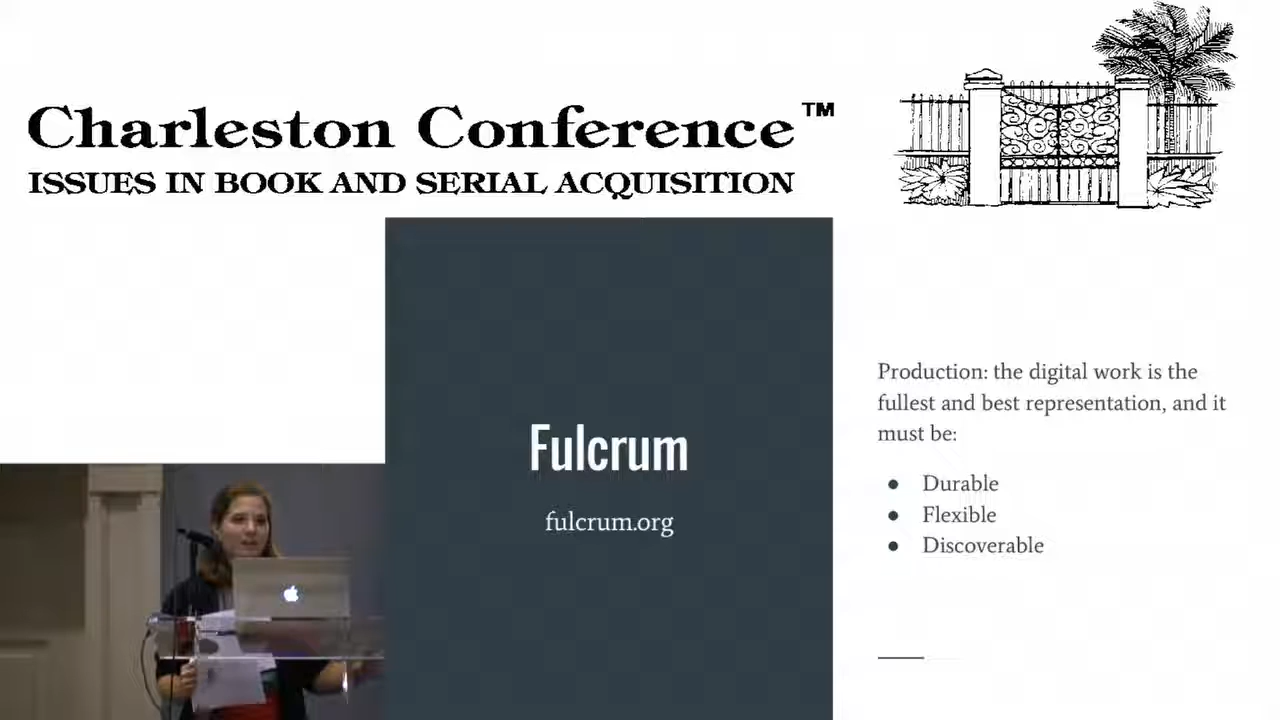 Charleston Conference™
ISSUES IN BOOK AND SERIAL ACQUISITION
Fulcrum
fulcrum.org
Production: the digital work is the
fullest and best representation, and it
must be:
● Durable
● Flexible
● Discoverable